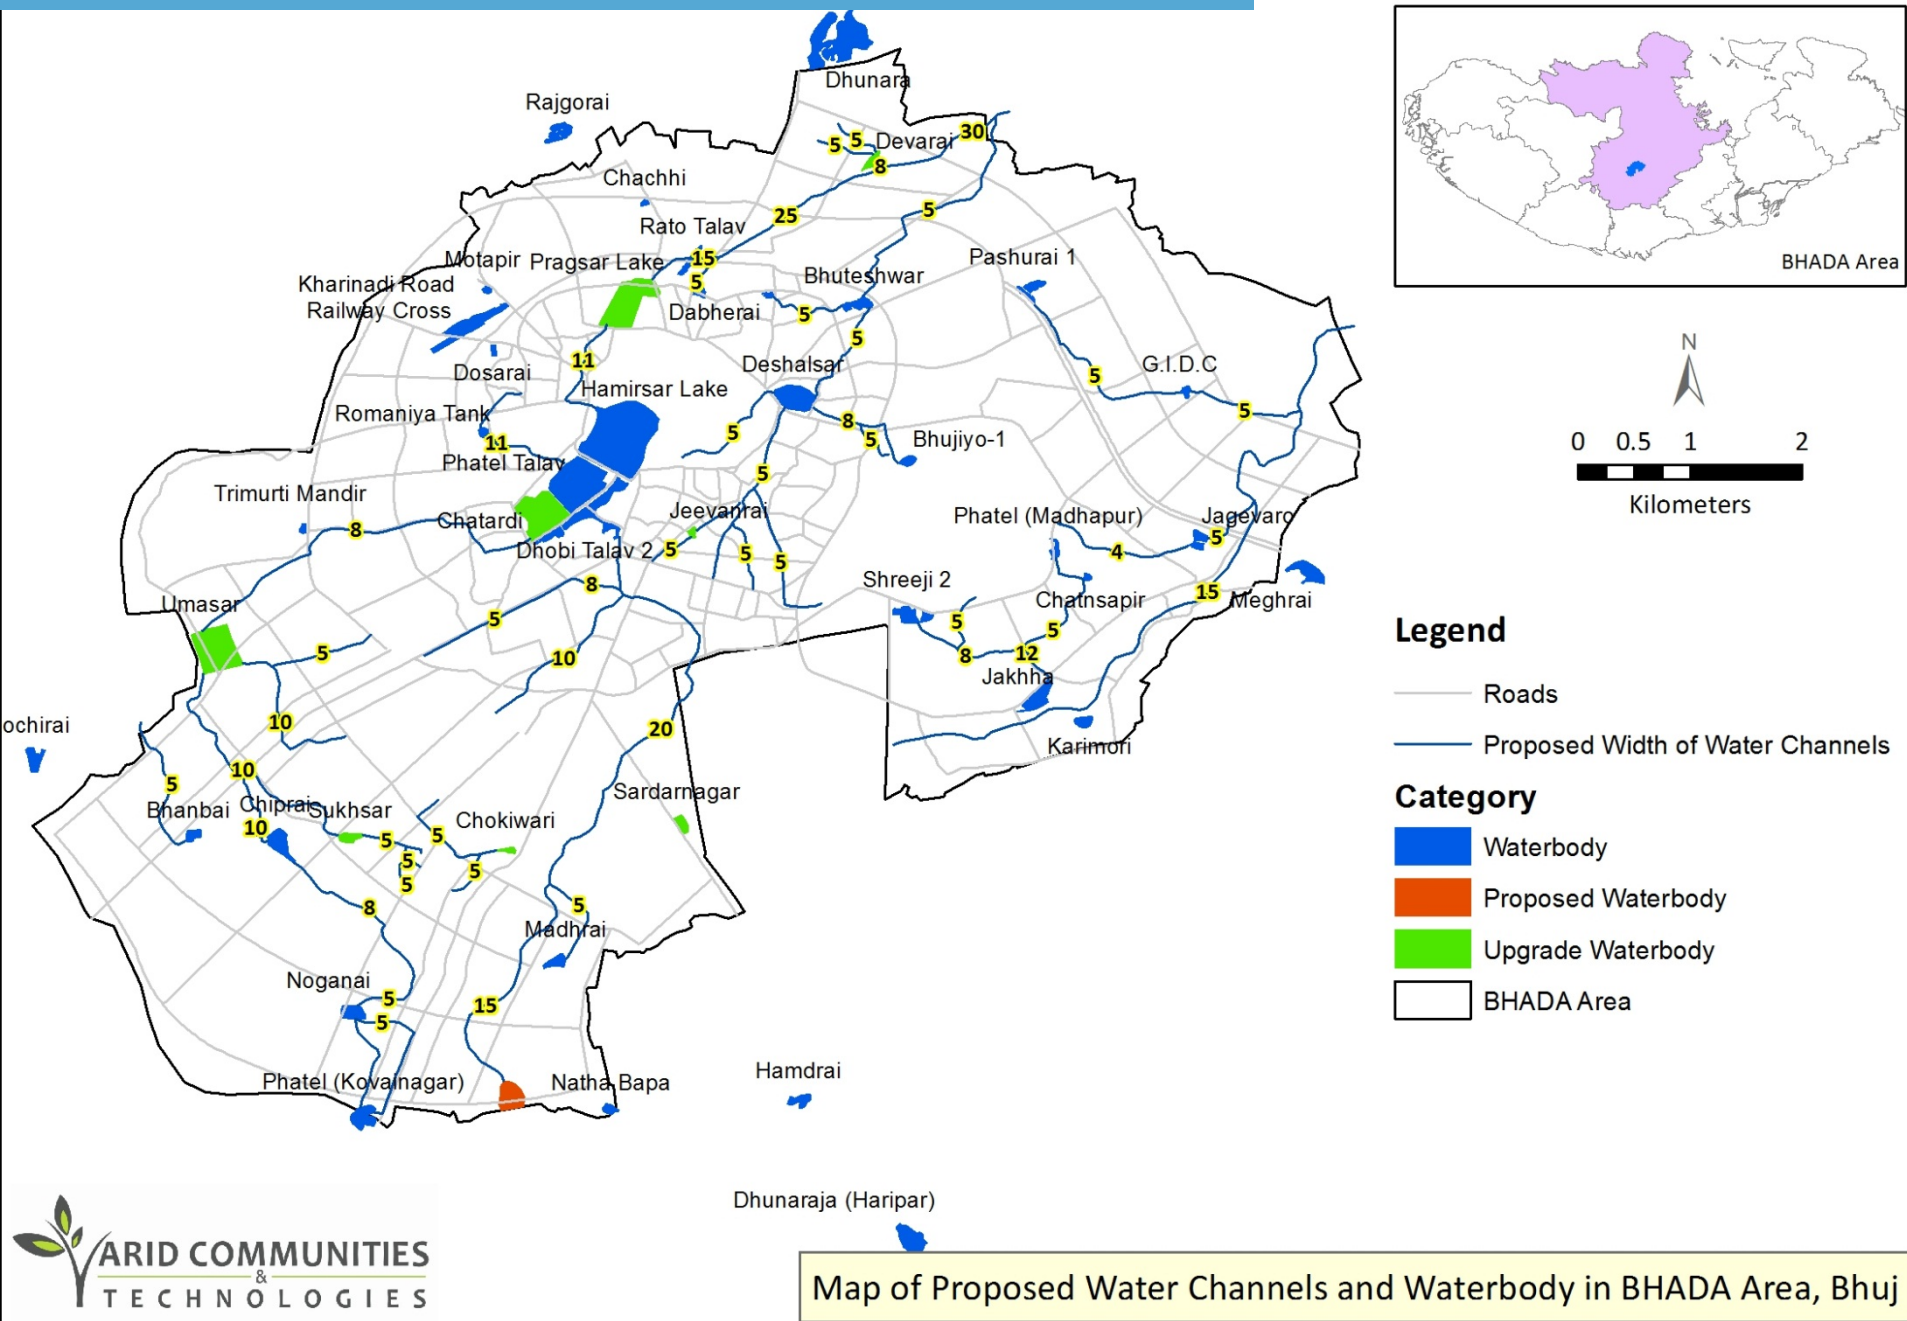 Dhunara
Rajgorai
30
5
5
Devarai
8
Chachhi
25
5
Rato Talav
Motapir
Pragsar Lake
15
Pashurai 1
BHADA Area
Kharinadi Road
Railway Cross
5
Bhuteshwar
Dabherai
5
5
N
11
Deshalsar
G.I.D.C
Dosarai
Hamirsar Lake
5
5
Romaniya Tank
11
8
5
5
Bhujiyo-1
0 0.5 1 2
Kilometers
Phatel Talav
5
Trimurti Mandir
8
Chatardi
Jeevanrai
Phatel (Madhapur)
Jagevaro
5
Dhobi Talav 2
5
5
5
4
8
Shreeji 2
15
Meghrai
Umasar
Chatnsapir
5
5
5
Legend
5
10
8
12
Jakhha
Roads
ochirai
10
20
Karimori
Proposed Width of Water Channels
10
5
Sardarnagar
Category
Bhanbai
Chiprai
Sukhsar
Chokiwari
10
5
5
Waterbody
5
5
5
8
5
Proposed Waterbody
Madhrai
Upgrade Waterbody
Noganai
5
15
BHADA Area
5
Phatel (Kovainagar)
Natha Bapa
Hamdrai
Dhunaraja (Haripar)
ARID COMMUNITIES
&
TECHNOLOGIES
Map of Proposed Water Channels and Waterbody in BHADA Area, Bhuj